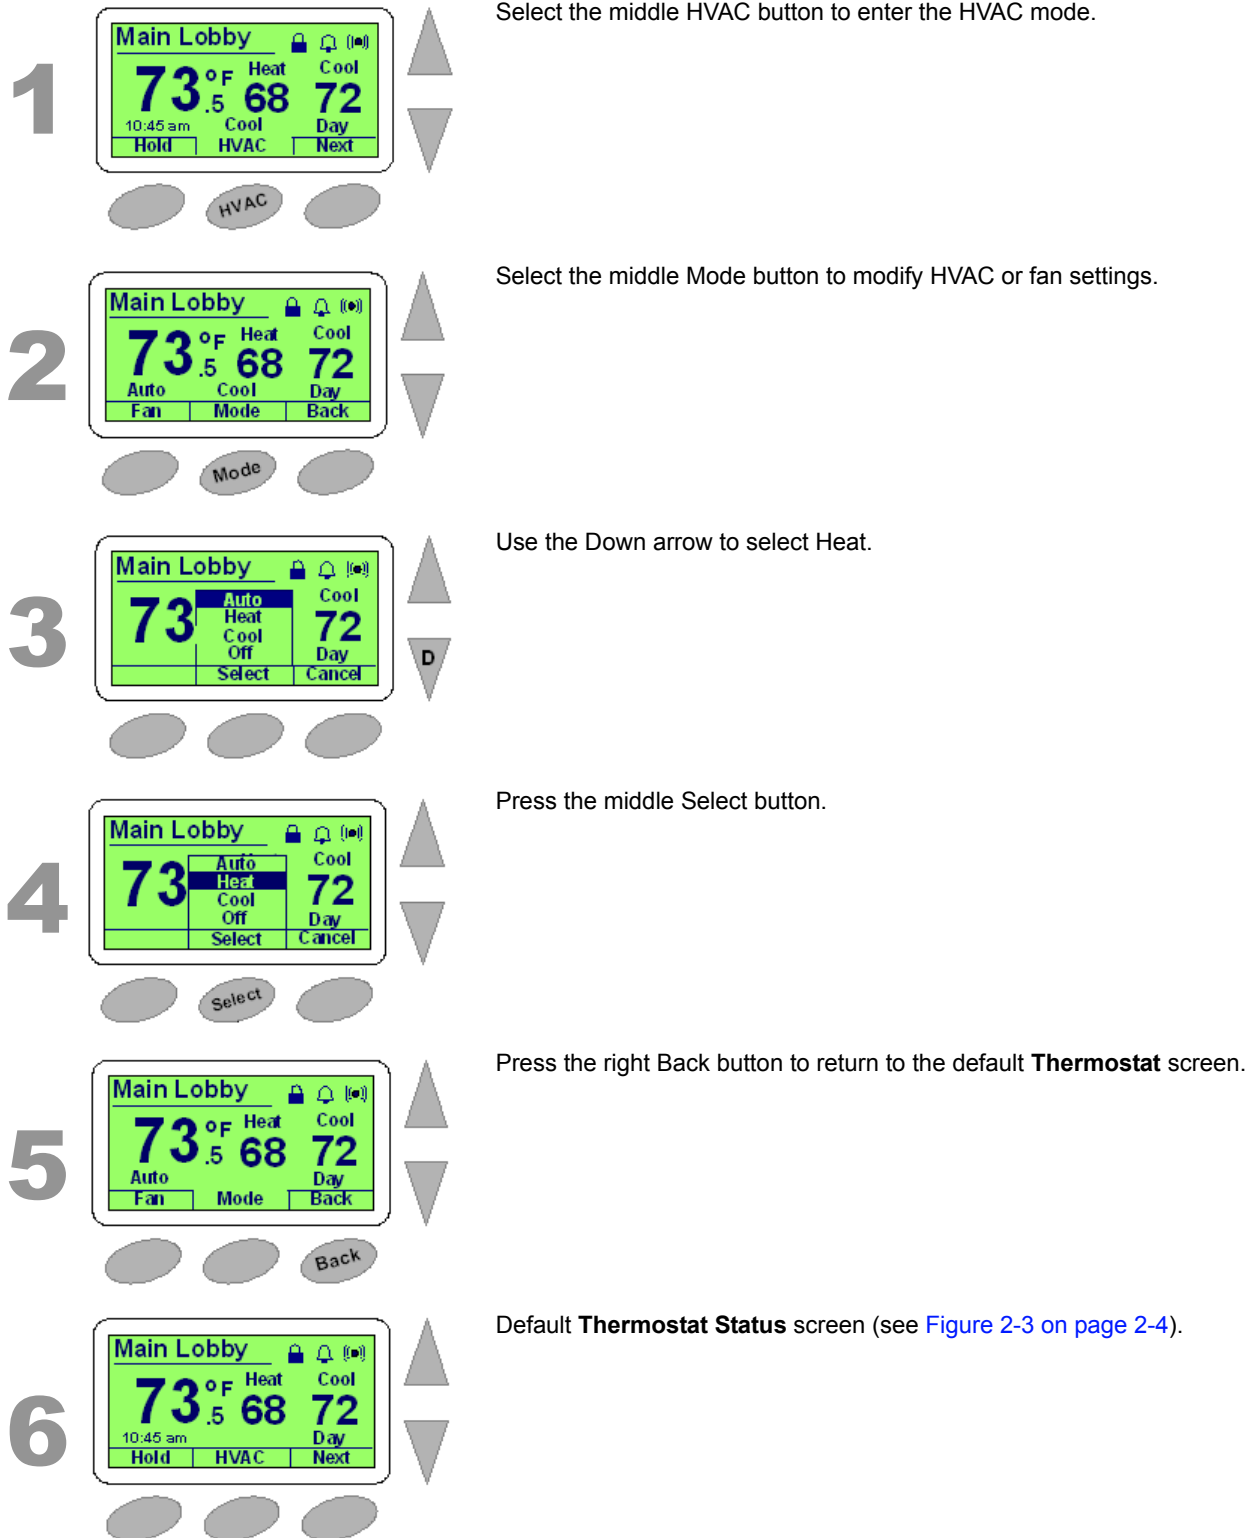 Select the middle HVAC button to enter the HVAC mode.
1
Main Lobby
73 °F .5 Heat 68 Cool 72
10:45 am Cool Day
Hold HVAC Next
HVAC
Select the middle Mode button to modify HVAC or fan settings.
2
Main Lobby
73 °F .5 Heat 68 Cool 72
Auto Cool Day
Fan Mode Back
Mode
Use the Down arrow to select Heat.
3
Main Lobby
73 Auto Cool 72
Heat
Cool
Off Day
Select Cancel
D
Press the middle Select button.
4
Main Lobby
73 Auto Cool 72
Heat
Cool
Off Day
Select Cancel
Select
Press the right Back button to return to the default Thermostat screen.
5
Main Lobby
73 °F .5 Heat 68 Cool 72
Auto Day
Fan Mode Back
Back
Default Thermostat Status screen (see Figure 2-3 on page 2-4).
6
Main Lobby
73 °F .5 Heat 68 Cool 72
10:45 am Day
Hold HVAC Next